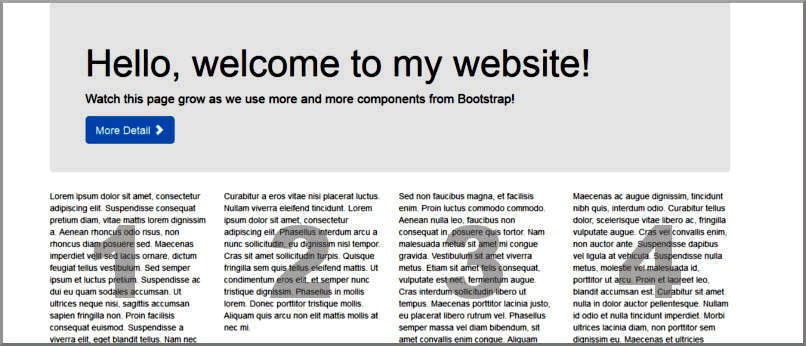 Hello, welcome to my website!
Watch this page grow as we use more and more components from Bootstrap!
More Detail
Lorem ipsum dolor sit amet, consectetur
adipiscing elit. Suspendisse consequat
pretium diam, vitae mattis lorem dignissim
a. Aenean rhoncus odio risus, non
rhoncus diam posuere sed. Maecenas
imperdiet velit sed lacus ornare, dictum
feugiat tellus vestibulum. Sed semper
ipsum et luctus pretium. Suspendisse ac
dui eu quam sodales accumsan. Ut
ultrices neque nisi, sagittis accumsan
sapien fringilla non. Proin facilisis
consequat euismod. Suspendisse a
viverra elit, eget blandit tellus. Nam nec
1
Curabitur a eros vitae nisi placerat luctus.
Nullam viverra eleifend tincidunt. Lorem
ipsum dolor sit amet, consectetur
adipiscing elit. Phasellus interdum arcu a
nunc sollicitudin, eu dignissim nisl tempor.
Cras sit amet sollicitudin turpis. Quisque
fringilla sem quis tellus eleifend mattis. Ut
condimentum eros et semper nunc
tristique dignissim. Phasellus in mollis
lorem. Donec porttitor tristique mollis.
Aliquam quis arcu non elit mattis mollis at
nec mi.
2
Sed non faucibus magna, et facilisis
enim. Proin luctus commodo commodo.
Aenean nulla leo, faucibus non
consequat in, posuere quis tortor. Nam
malesuada metus sit amet mi congue
gravida. Vestibulum sit amet viverra
metus. Etiam sit amet felis consequat,
vulputate est nec, fermentum augue.
Cras interdum sollicitudin libero ut
tempus. Maecenas porttitor lacinia justo,
eu placerat libero rutrum vel. Phasellus
semper massa vel diam bibendum, sit
amet convallis enim congue. Aliquam
3
Maecenas ac augue dignissim, tincidunt
nibh quis, interdum odio. Curabitur tellus
dolor, scelerisque vitae libero ac, fringilla
vulputate augue. Cras vel convallis enim,
non auctor ante. Suspendisse dapibus
vel ligula at vehicula. Suspendisse nulla
metus, molestie vel malesuada id,
porttitor ut arcu. Proin et laoreet leo,
blandit accumsan est. Curabitur sit amet
nulla in dolor auctor pellentesque. Nullam
id odio et nulla tincidunt imperdiet. Morbi
ultrices lacinia diam, non porttitor sem
dignissim eu. Maecenas et ultricies
4